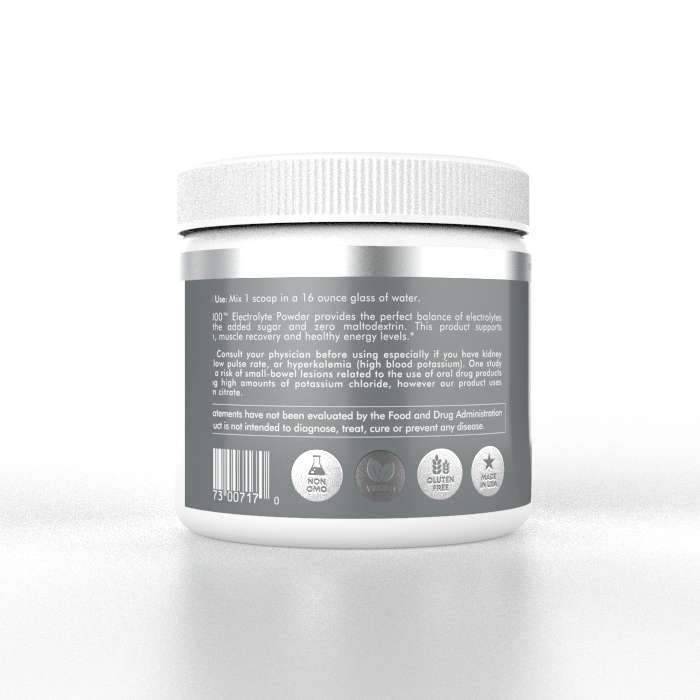 Use: Mix 1 scoop in a 16 ounce glass of water.
00™ Electrolyte Powder provides the perfect balance of electrolytes
the added sugar and zero maltodextrin. This product supports
, muscle recovery and healthy energy levels.*
Consult your physician before using especially if you have kidney
low pulse rate, or hyperkalemia (high blood potassium). One study
a risk of small-bowel lesions related to the use of oral drug products
g high amounts of potassium chloride, however our product uses
n citrate.
atements have not been evaluated by the Food and Drug Administration
uct is not intended to diagnose, treat, cure or prevent any disease.
73 00717 0
NON
GMO
VEGAN
GLUTEN
FREE
MADE
IN USA